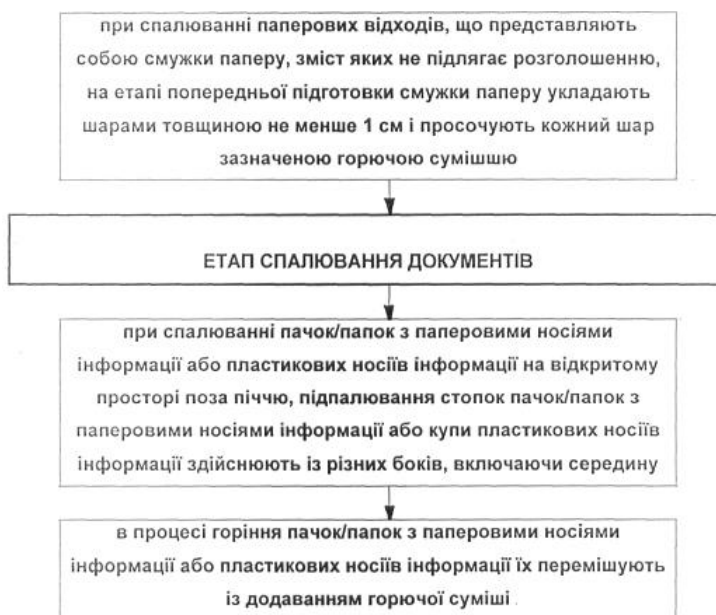 при спалюванні паперових відходів, що представляють
собою смужки паперу, зміст яких не підлягає розголошенню,
на етапі попередньої підготовки смужки паперу укладають
шарами товщиною не менше 1 см і просочують кожний шар
зазначеною горючою сумішшю
ЕТАП СПАЛЮВАННЯ ДОКУМЕНТІВ
при спалюванні пачок/папок з паперовими носіями
інформації або пластикових носіїв інформації на відкритому
просторі поза піччю, підпалювання стопок пачок/папок з
паперовими носіями інформації або купи пластикових носіїв
інформації здійснюють із різних боків, включаючи середину
в процесі горіння пачок/папок з паперовими носіями
інформації або пластикових носіїв інформації їх перемішують
із додаванням горючої суміші